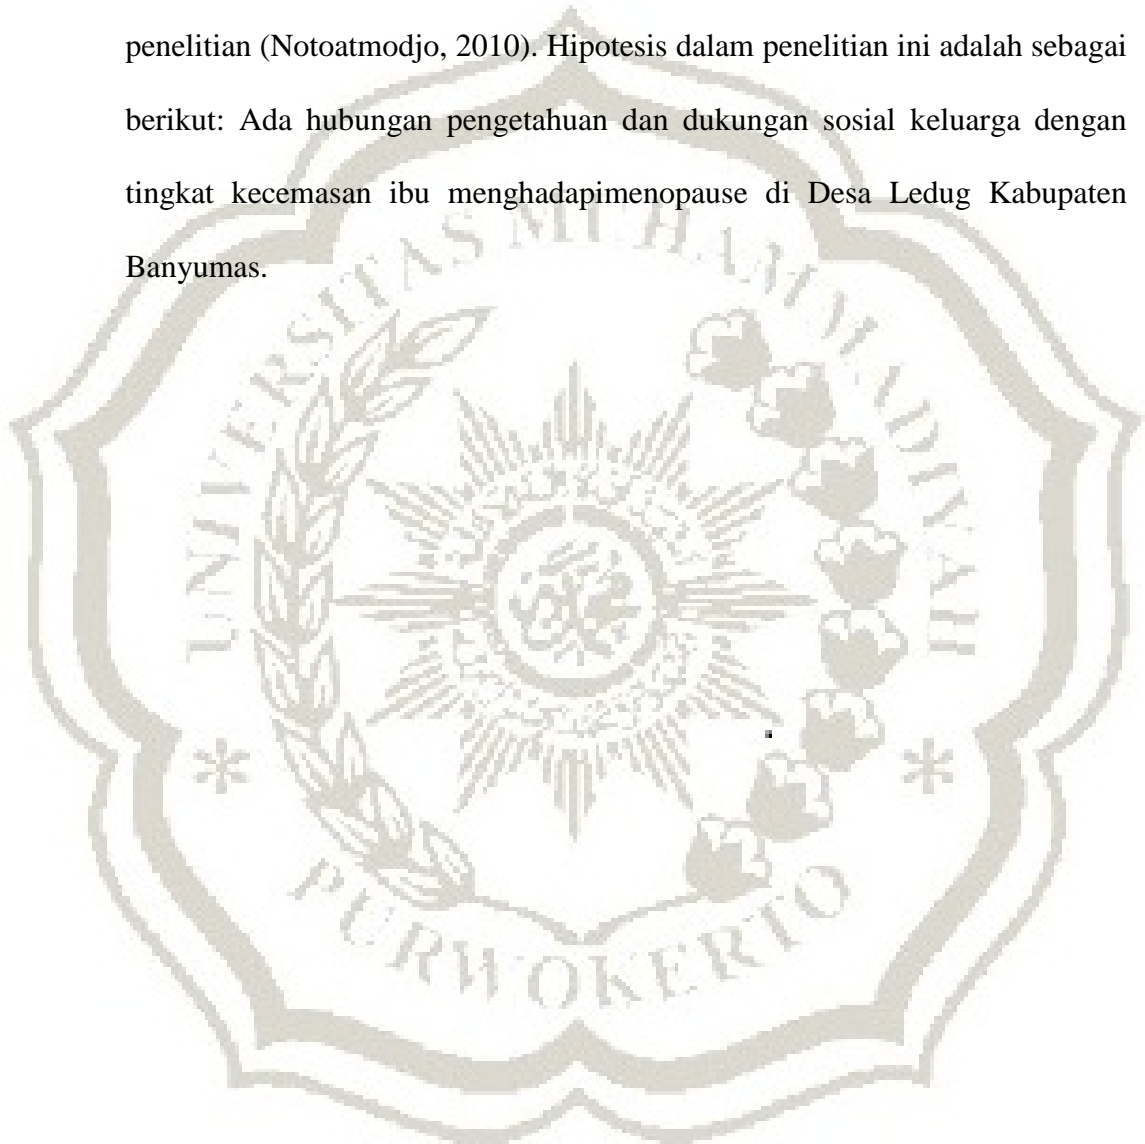 penelitian (Notoatmodjo, 2010). Hipotesis dalam penelitian ini adalah sebagai
berikut: Ada hubungan pengetahuan dan dukungan sosial keluarga dengan
tingkat kecemasan ibu menghadapimenopause di Desa Ledug Kabupaten
Banyumas.
UNIVERSITAS MUHAMMADIYAH
PURWOKERTO